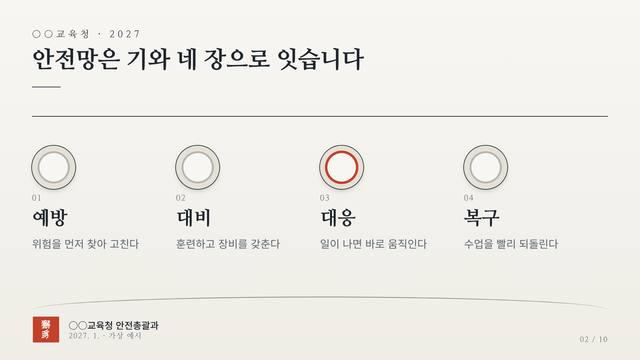 ○○교육청 · 2027
안전망은 기와 네 장으로 잇습니다
01
예방
위험을 먼저 찾아 고친다
02
대비
훈련하고 장비를 갖춘다
03
대응
일이 나면 바로 움직인다
04
복구
수업을 빨리 되돌린다
○○교육청 안전총괄과
2027. 1. · 가상 예시
02 / 10